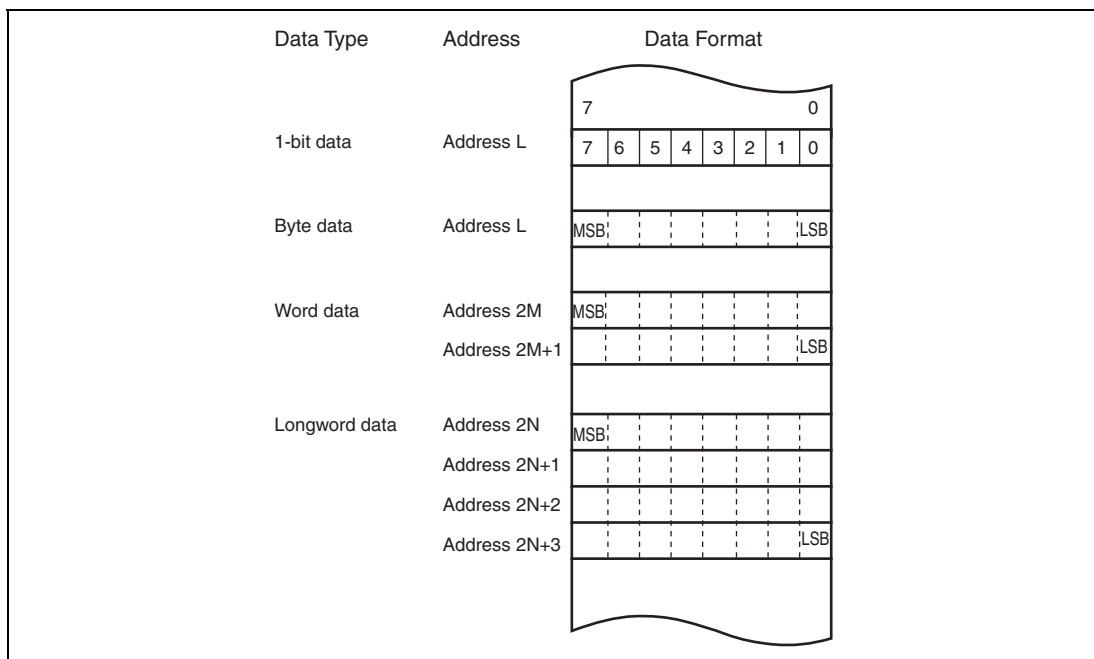 Data Type Address Data Format
7 0
1-bit data Address L 7 6 5 4 3 2 1 0
Byte data Address L MSB LSB
Word data Address 2M MSB
Address 2M+1 LSB
Longword data Address 2N MSB
Address 2N+1
Address 2N+2
Address 2N+3 LSB